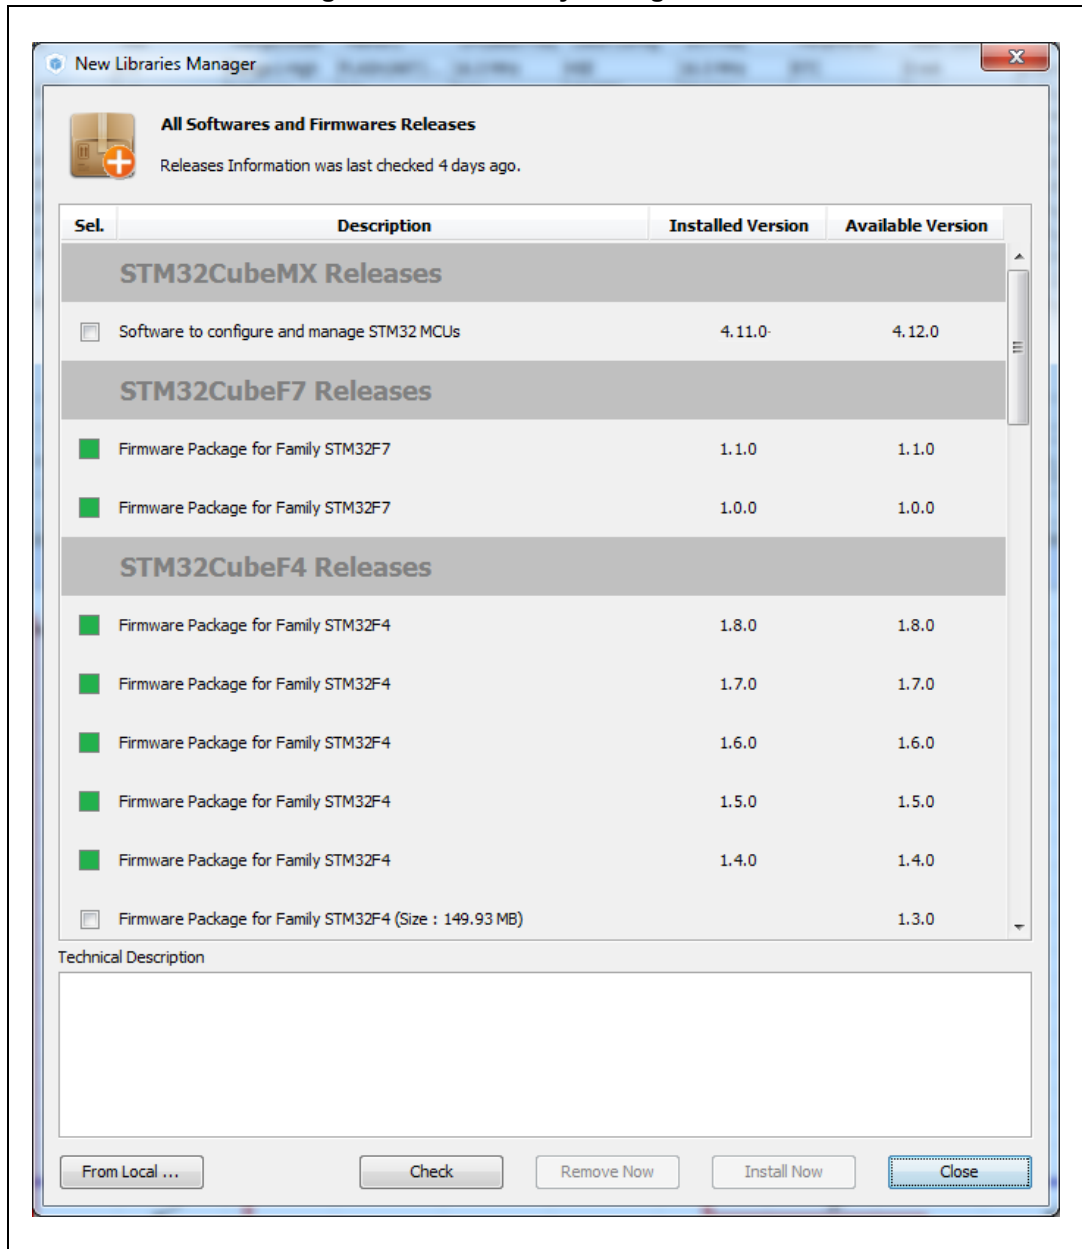 New Libraries Manager
All Softwares and Firmwares Releases
Releases Information was last checked 4 days ago.
Sel. Description Installed Version Available Version
STM32CubeMX Releases
Software to configure and manage STM32 MCUs 4.11.0 4.12.0
STM32CubeF7 Releases
Firmware Package for Family STM32F7 1.1.0 1.1.0
Firmware Package for Family STM32F7 1.0.0 1.0.0
STM32CubeF4 Releases
Firmware Package for Family STM32F4 1.8.0 1.8.0
Firmware Package for Family STM32F4 1.7.0 1.7.0
Firmware Package for Family STM32F4 1.6.0 1.6.0
Firmware Package for Family STM32F4 1.5.0 1.5.0
Firmware Package for Family STM32F4 1.4.0 1.4.0
Firmware Package for Family STM32F4 (Size : 149.93 MB) 1.3.0
Technical Description
From Local ... Check Remove Now Install Now Close